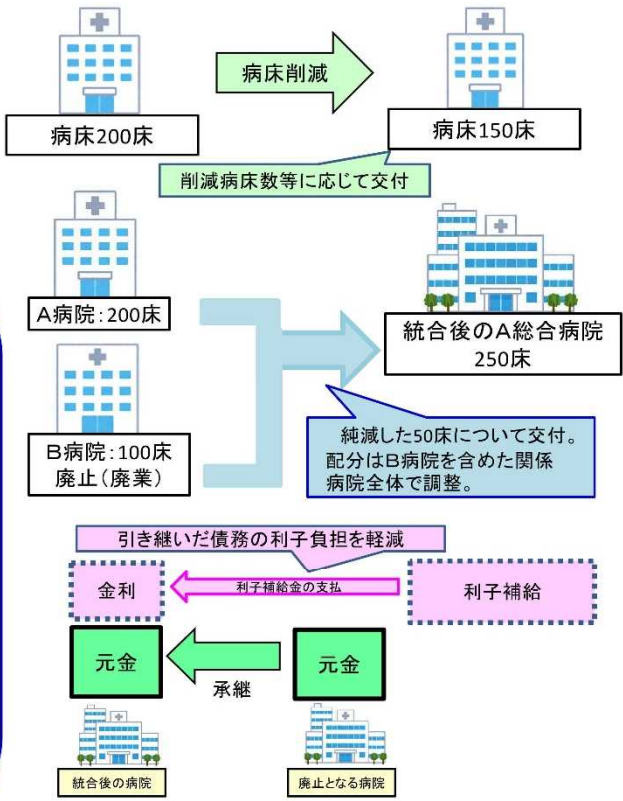 病床削減
病床200床
病床150床
削減病床数等に応じて交付
A病院:200床
統合後のA総合病院
250床
B病院:100床
廃止(廃業)
純減した50床について交付。
配分はB病院を含めた関係
病院全体で調整。
引き継いだ債務の利子負担を軽減
金利
利子補給金の支払
利子補給
元金
承継
元金
統合後の病院
廃止となる病院